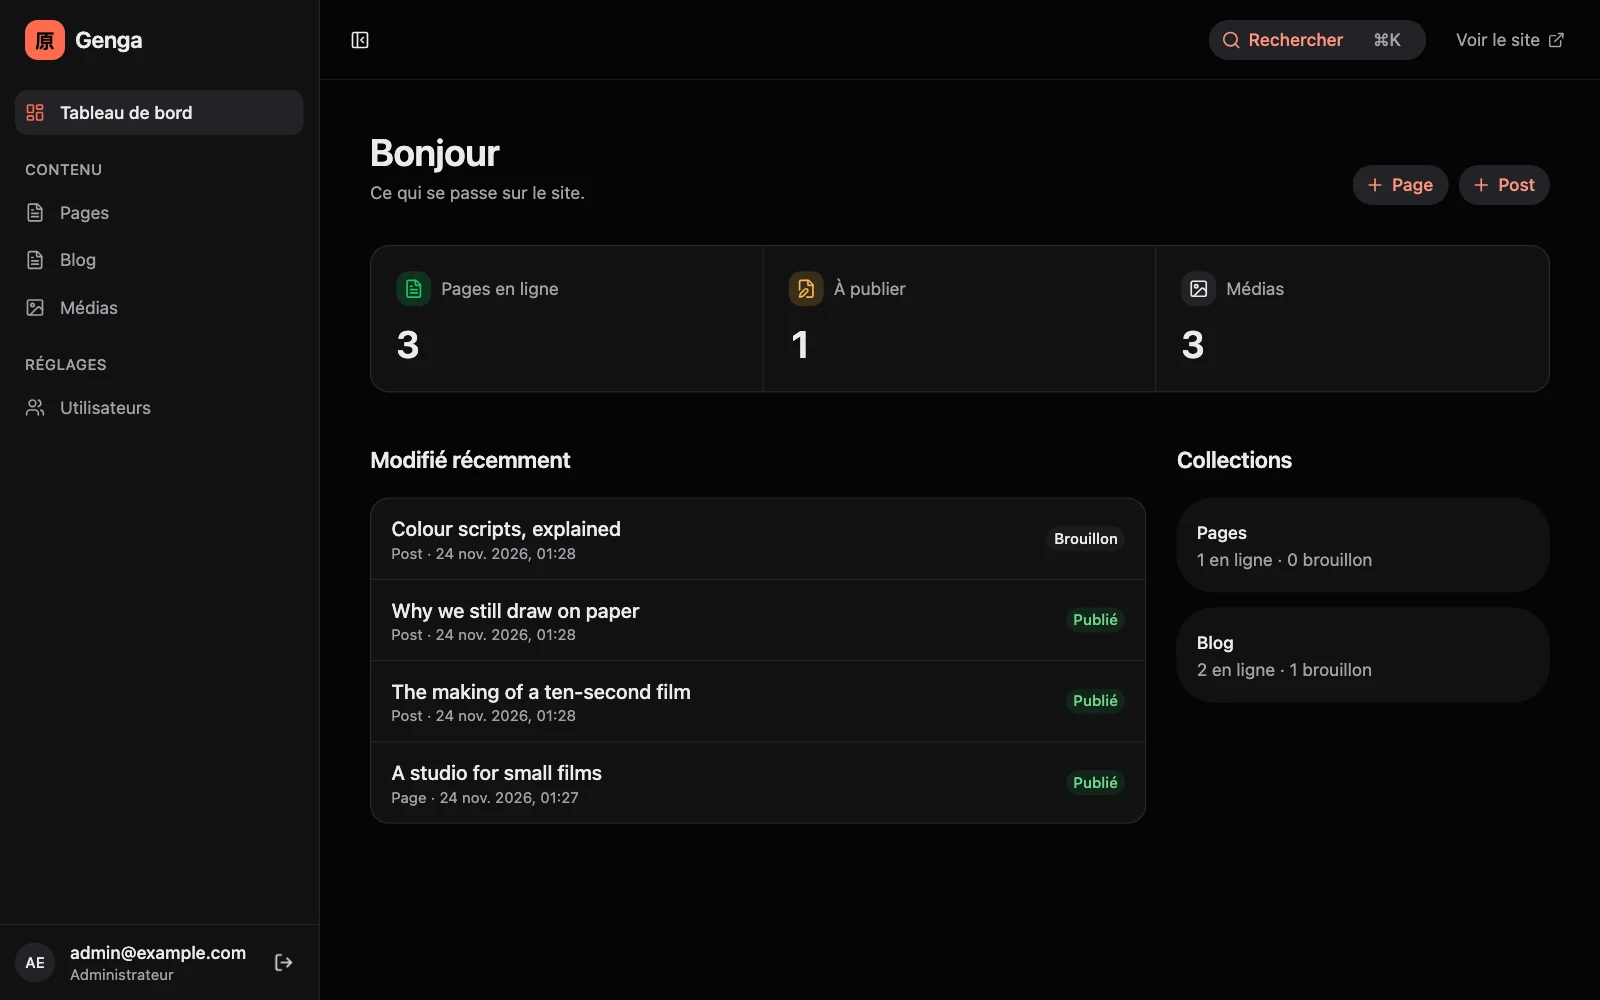 原 Genga
Tableau de bord
CONTENU
Pages
Blog
Médias
RÉGLAGES
Utilisateurs
AE
admin@example.com
Administrateur
Rechercher ⌘K
Voir le site
Bonjour
Ce qui se passe sur le site.
+ Page
+ Post
Pages en ligne
3
À publier
1
Médias
3
Modifié récemment
Colour scripts, explained
Post · 24 nov. 2026, 01:28
Brouillon
Why we still draw on paper
Post · 24 nov. 2026, 01:28
Publié
The making of a ten-second film
Post · 24 nov. 2026, 01:28
Publié
A studio for small films
Page · 24 nov. 2026, 01:27
Publié
Collections
Pages
1 en ligne · 0 brouillon
Blog
2 en ligne · 1 brouillon